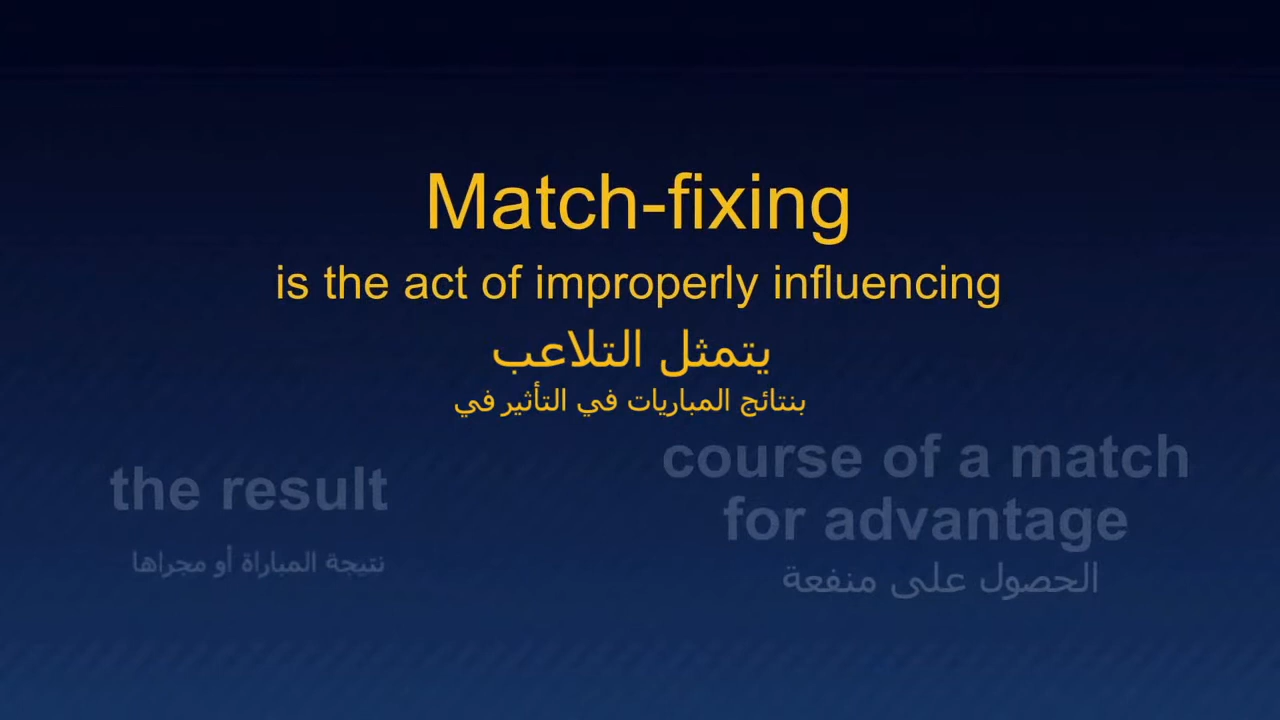 Match-fixing
is the act of improperly influencing
يتمثل التلاعب
بنتائج المباريات في التأثير في
the result
نتيجة المباراة أو مجراها
course of a match
for advantage
الحصول على منفعة